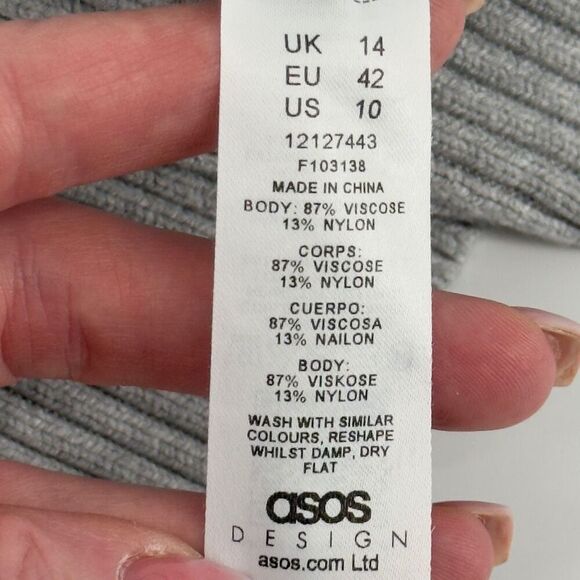 UK 14
EU 42
US 10
12127443
F103138
MADE IN CHINA
BODY: 87% VISCOSE
13% NYLON
CORPS:
87% VISCOSE
13% NYLON
CUERPO:
87% VISCOSA
13% NAILON
BODY:
87% VISKOSE
13% NYLON
WASH WITH SIMILAR
COLOURS, RESHAPE
WHILST DAMP, DRY
FLAT
asos
DESIGN
asos.com Ltd